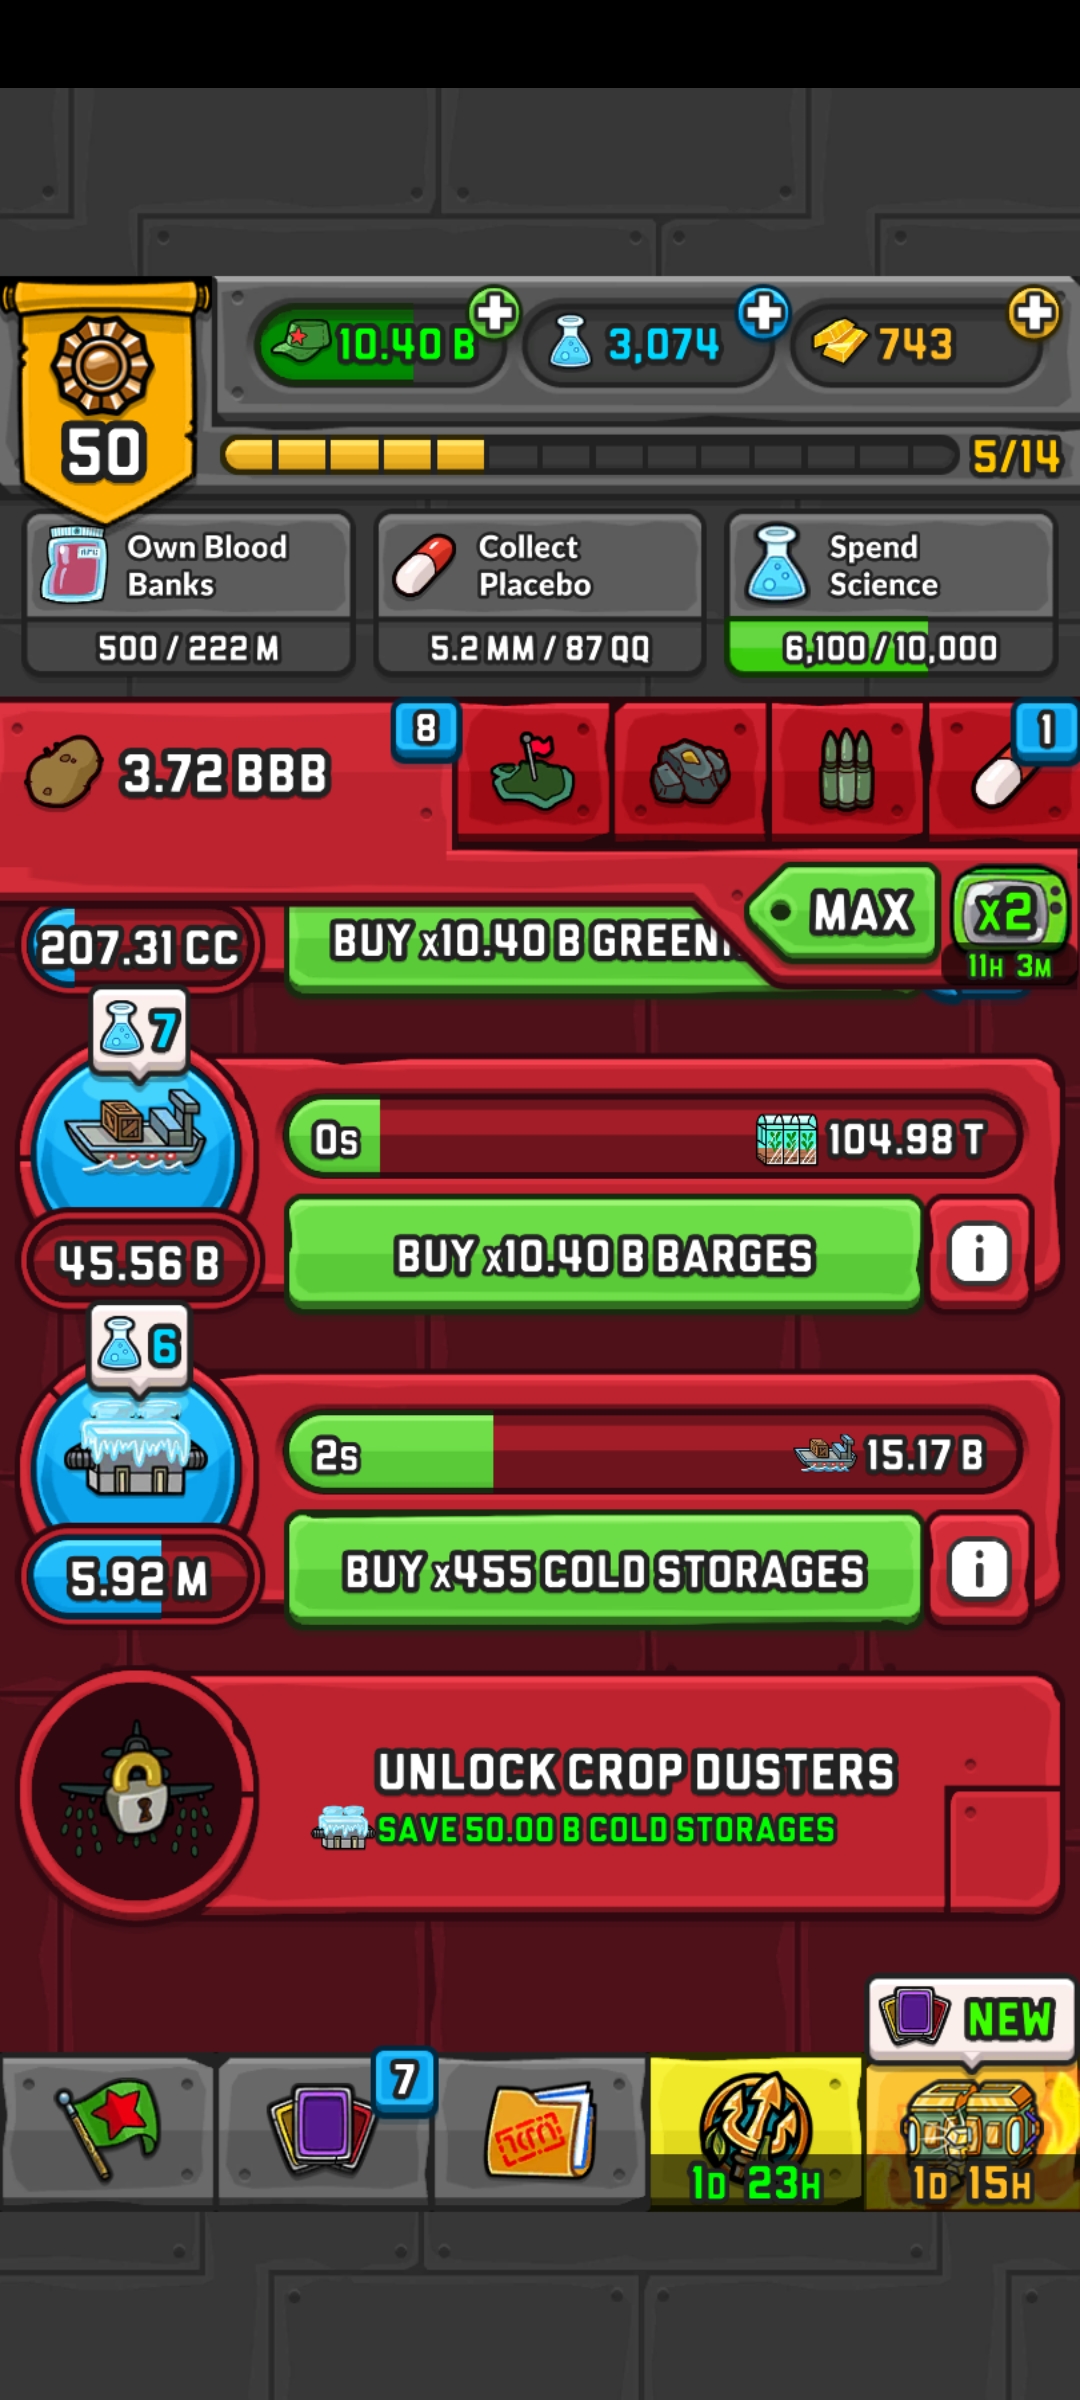 10.40 B
3,074
743
50
5/14
Own Blood
Banks
500 / 222 M
Collect
Placebo
5.2 MM / 87 QQ
Spend
Science
6,100 / 10,000
3.72 BBB
8
1
MAX
x2
11H 3M
207.31 CC
BUY x10.40 B
7
0s
104.98 T
45.56 B
BUY x10.40 B BARGES
i
6
2s
15.17 B
5.92 M
BUY x455 COLD STORAGES
i
UNLOCK CROP DUSTERS
SAVE 50.00 B COLD STORAGES
NEW
7
1D 23H
1D 15H